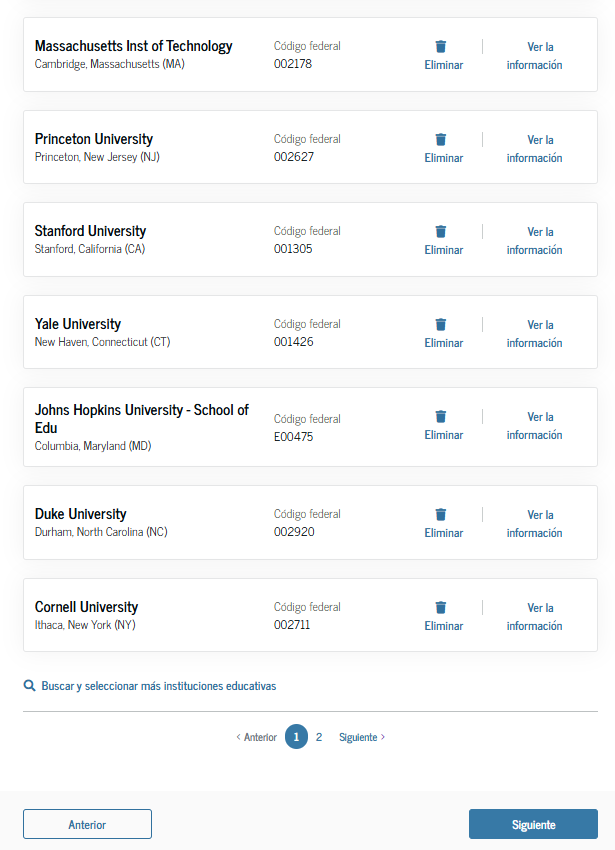 Massachusetts Inst of Technology
Cambridge, Massachusetts (MA)
Código federal
002178
Eliminar
Ver la
información
Princeton University
Princeton, New Jersey (NJ)
Código federal
002627
Eliminar
Ver la
información
Stanford University
Stanford, California (CA)
Código federal
001305
Eliminar
Ver la
información
Yale University
New Haven, Connecticut (CT)
Código federal
001426
Eliminar
Ver la
información
Johns Hopkins University - School of
Edu
Columbia, Maryland (MD)
Código federal
E00475
Eliminar
Ver la
información
Duke University
Durham, North Carolina (NC)
Código federal
002920
Eliminar
Ver la
información
Cornell University
Ithaca, New York (NY)
Código federal
002711
Eliminar
Ver la
información
Buscar y seleccionar más instituciones educativas
‹ Anterior 1 2 Siguiente ›
Anterior
Siguiente